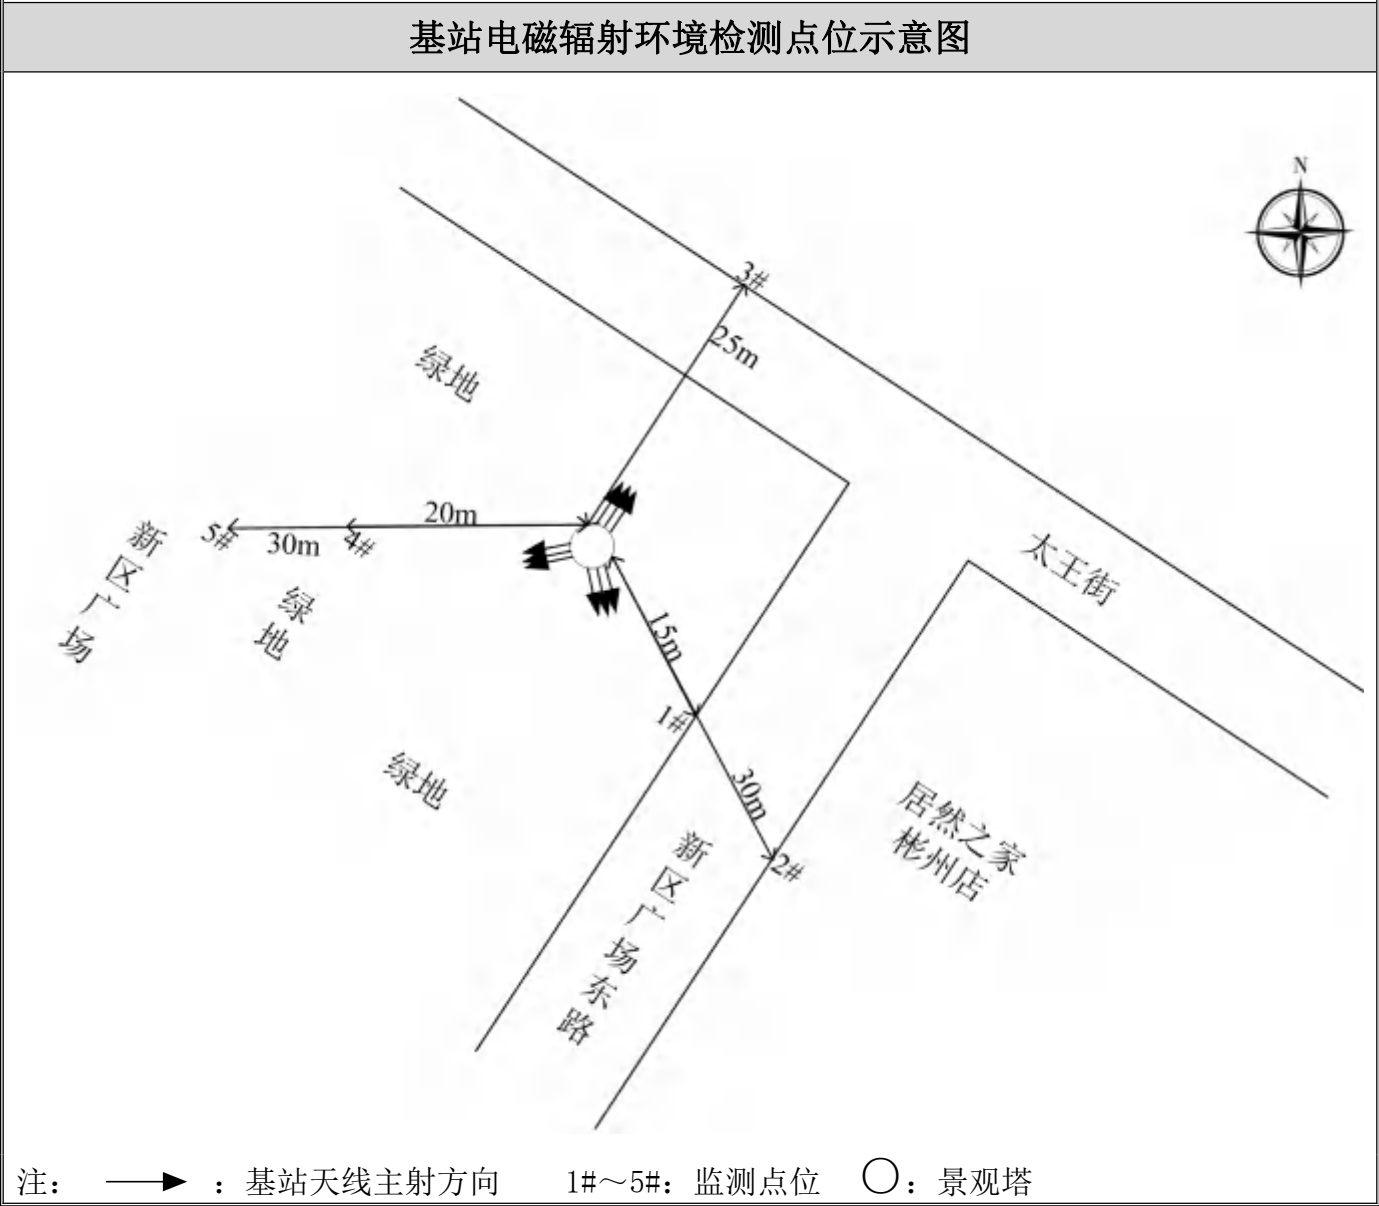 基站电磁辐射环境检测点位示意图
N
3#
25m
绿地
20m
5#
30m
4#
新区广场
绿地
太王街
15m
1#
绿地
30m
2#
居然之家
彬州店
新区广场东路
注： ：基站天线主射方向 1#～5#：监测点位 ○：景观塔